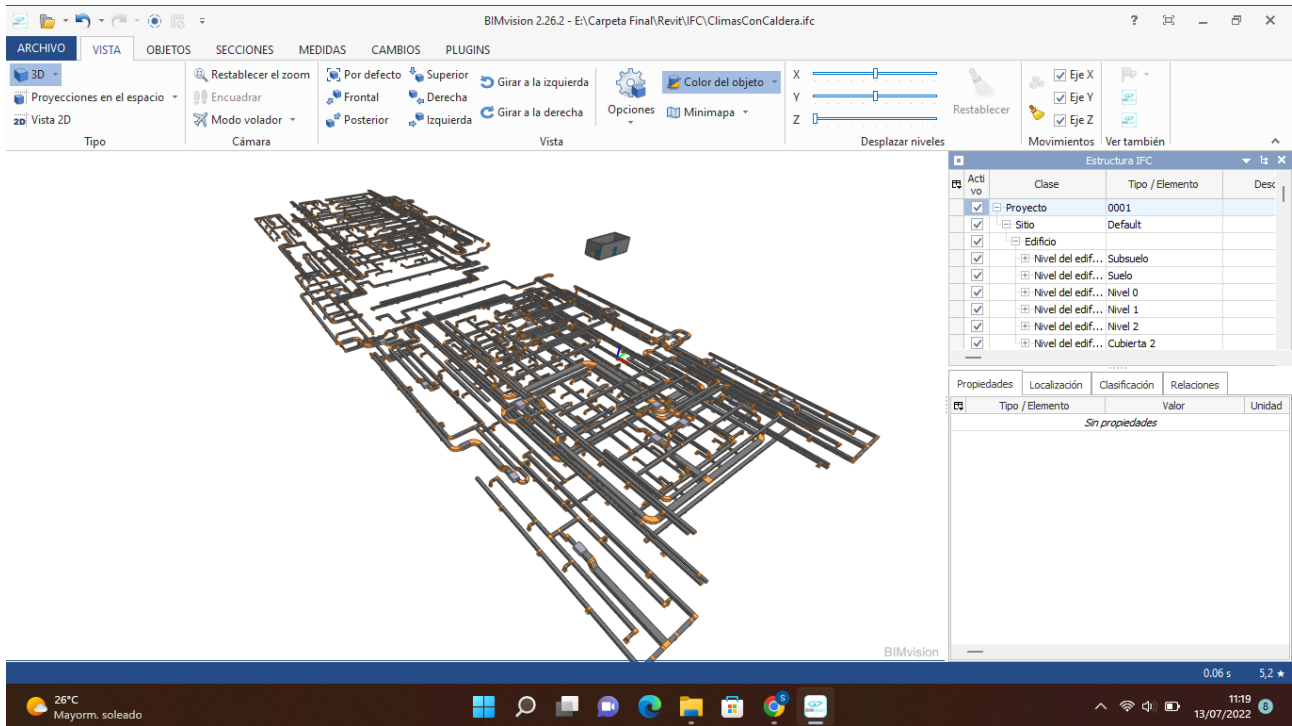 BIMvision 2.26.2 - E:\Carpeta Final\Revit\IFC\ClimasConCaldera.ifc
ARCHIVO VISTA OBJETOS SECCIONES MEDIDAS CAMBIOS PLUGINS
3D Restablecer el zoom Por defecto Superior Girar a la izquierda Color del objeto X Eje X
Proyecciones en el espacio Encuadrar Frontal Derecha Opciones Y Restablecer Eje Y
2D Vista 2D Modo volador Posterior Izquierda Girar a la derecha Minimapa Z Eje Z
Tipo Cámara Vista Desplazar niveles Movimientos Ver también
Estructura IFC
Activo Clase Tipo / Elemento Desc
Proyecto 0001
Sitio Default
Edificio
Nivel del edif... Subsuelo
Nivel del edif... Suelo
Nivel del edif... Nivel 0
Nivel del edif... Nivel 1
Nivel del edif... Nivel 2
Nivel del edif... Cubierta 2
Propiedades Localización Clasificación Relaciones
Tipo / Elemento Valor Unidad
Sin propiedades
BIMvision
0.06 s 5,2 ★
26°C
Mayorm. soleado
S
11:19
13/07/2022 8